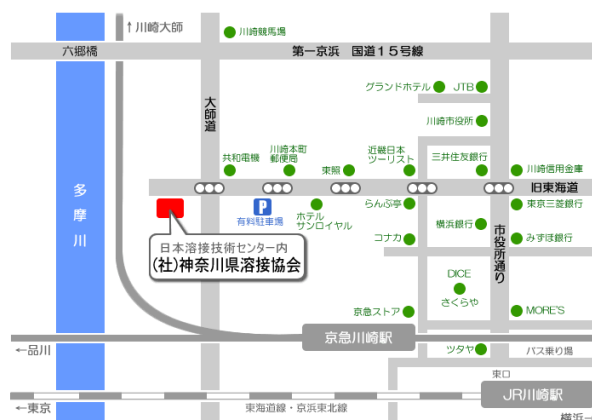 ↑川崎大師
川崎競馬場
六郷橋
第一京浜 国道15号線
グランドホテル
JTB
大師道
川崎市役所
共和電機
川崎本町
郵便局
東照
近畿日本
ツーリスト
三井住友銀行
川崎信用金庫
旧東海道
多摩川
P
有料駐車場
ホテル
サンロイヤル
らんぶ亭
横浜銀行
東京三菱銀行
コナカ
みずほ銀行
市役所通り
日本溶接技術センター内
(社)神奈川県溶接協会
DICE
さくらや
京急ストア
MORE'S
京急川崎駅
←品川
ツタヤ
バス乗り場
東口
JR川崎駅
←東京
東海道線・京浜東北線
横浜→